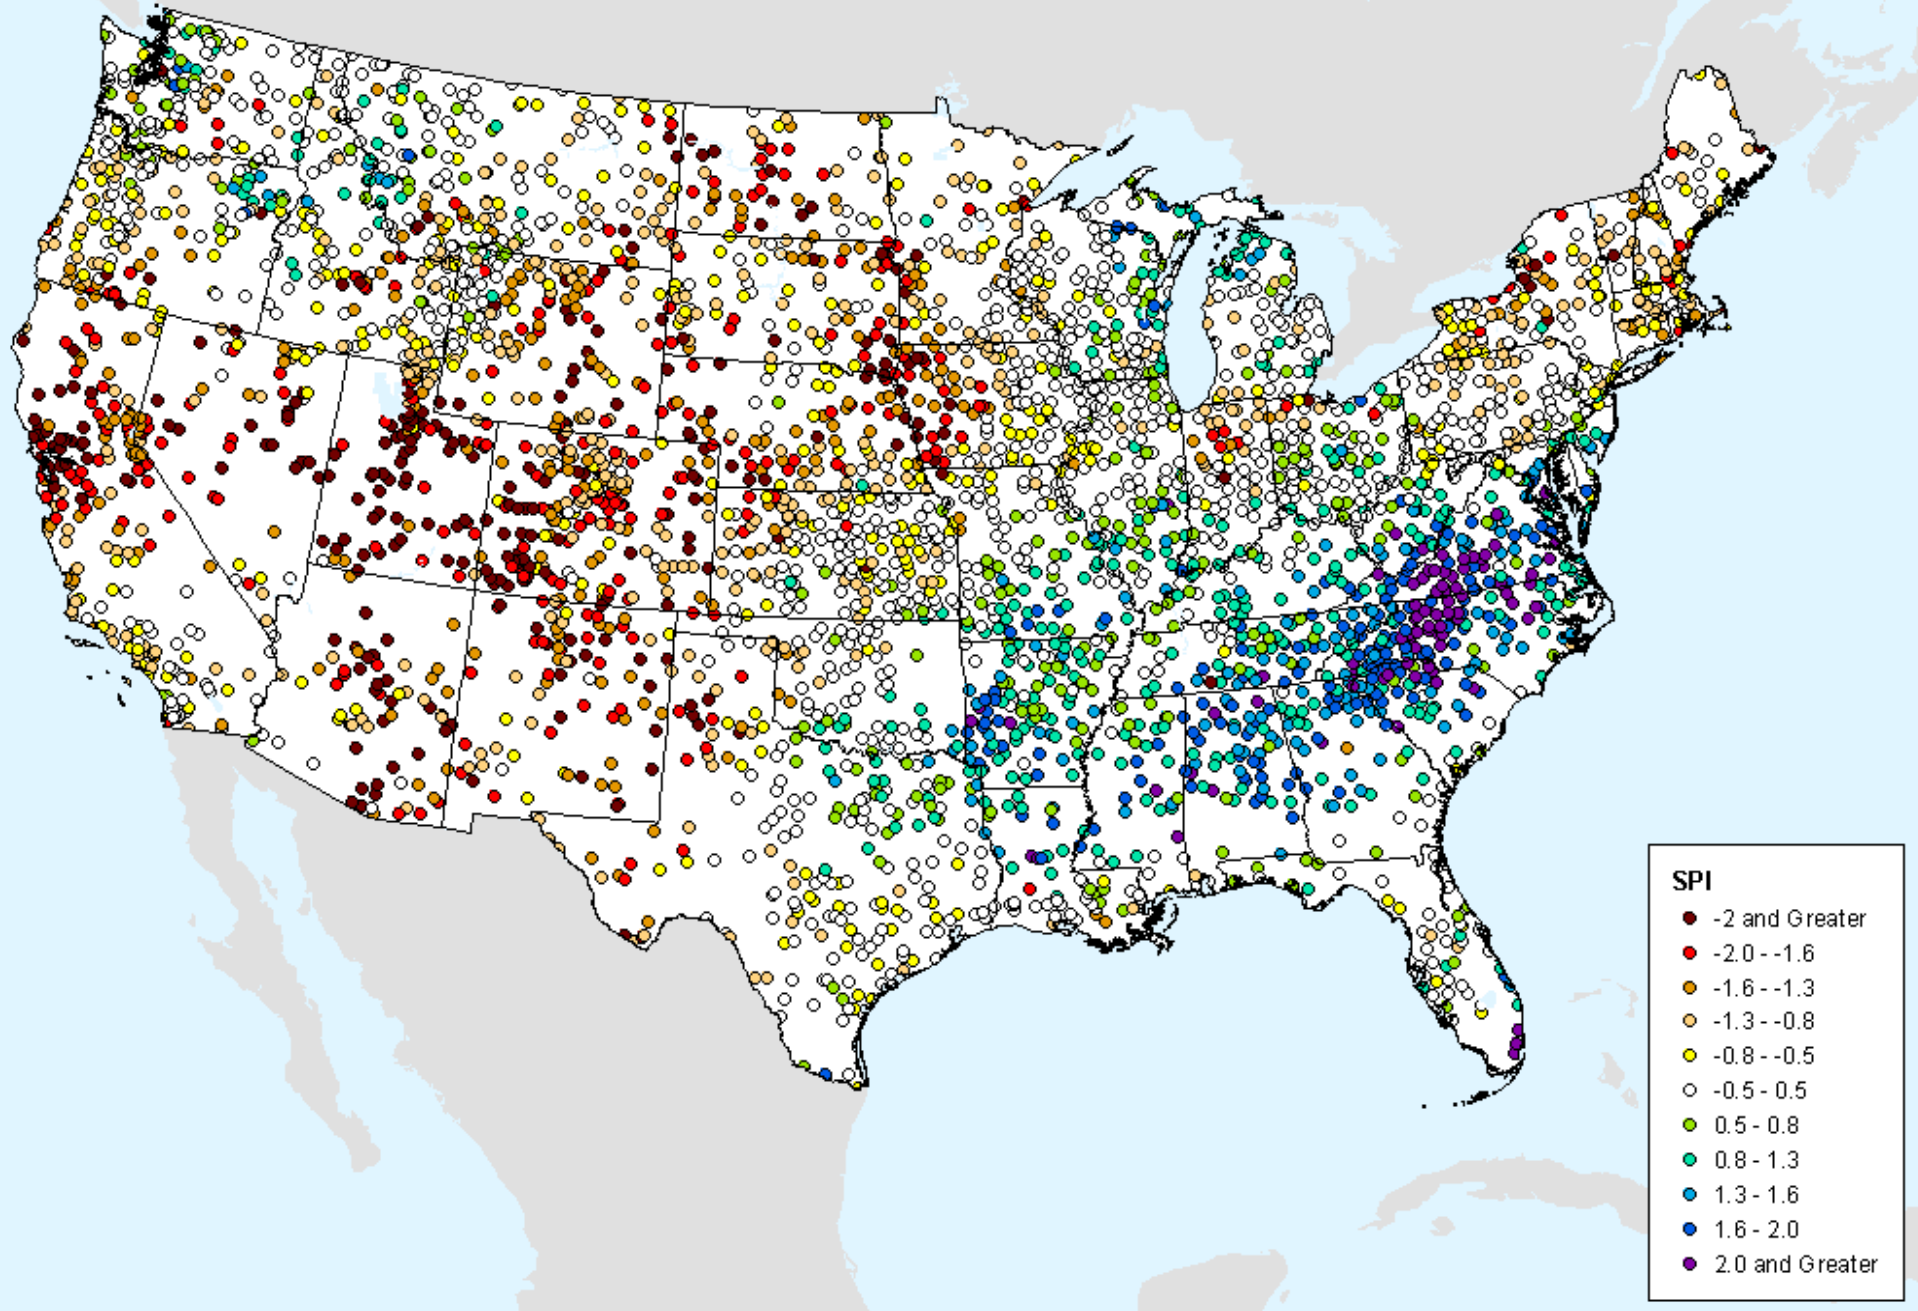 SPI
-2 and Greater
-2.0 - -1.6
-1.6 - -1.3
-1.3 - -0.8
-0.8 - -0.5
-0.5 - 0.5
0.5 - 0.8
0.8 - 1.3
1.3 - 1.6
1.6 - 2.0
2.0 and Greater